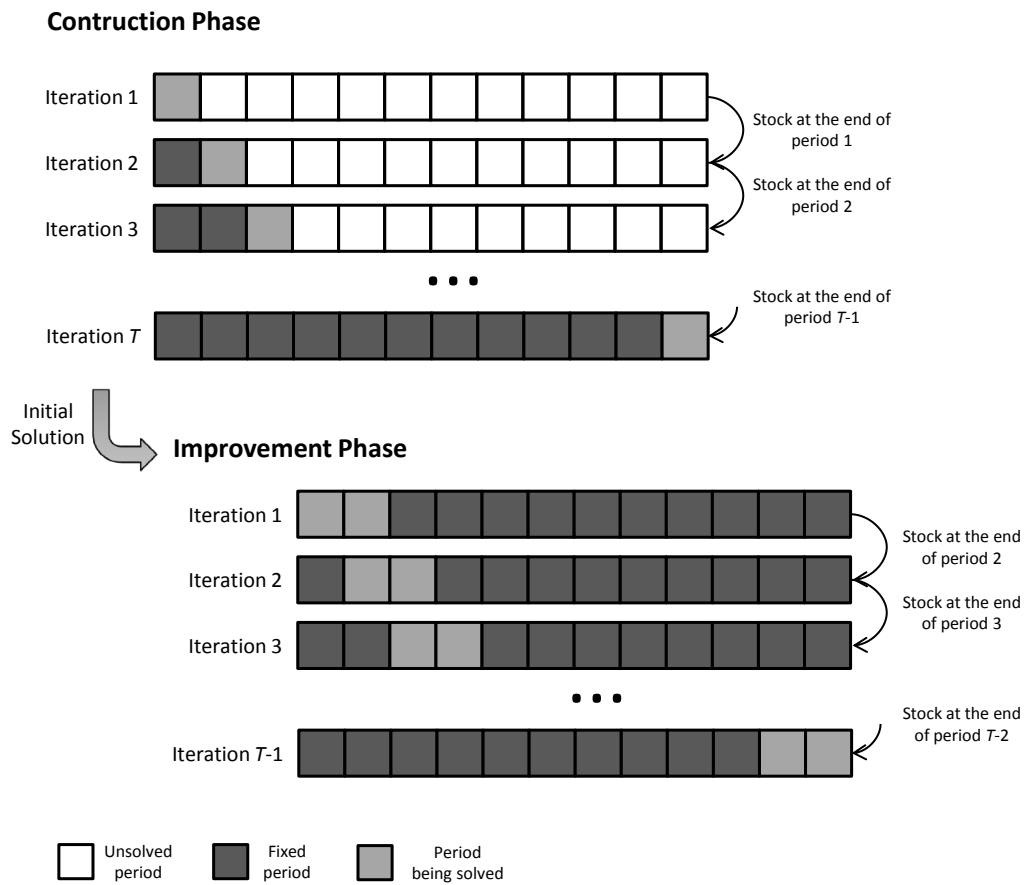 Contruction Phase
Iteration 1
Stock at the end of
period 1
Iteration 2
Stock at the end of
period 2
Iteration 3
...
Stock at the end of
period T-1
Iteration T
Initial
Solution
Improvement Phase
Iteration 1
Stock at the end
of period 2
Iteration 2
Stock at the end
of period 3
Iteration 3
...
Stock at the end
of period T-2
Iteration T-1
Unsolved
period
Fixed
period
Period
being solved